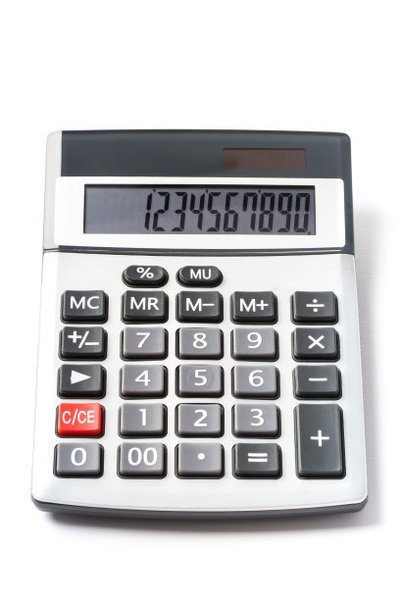 1234567890
% MU
MC MR M− M+ ÷
+/− 7 8 9 ×
▶ 4 5 6 −
C/CE 1 2 3 +
0 00 · =